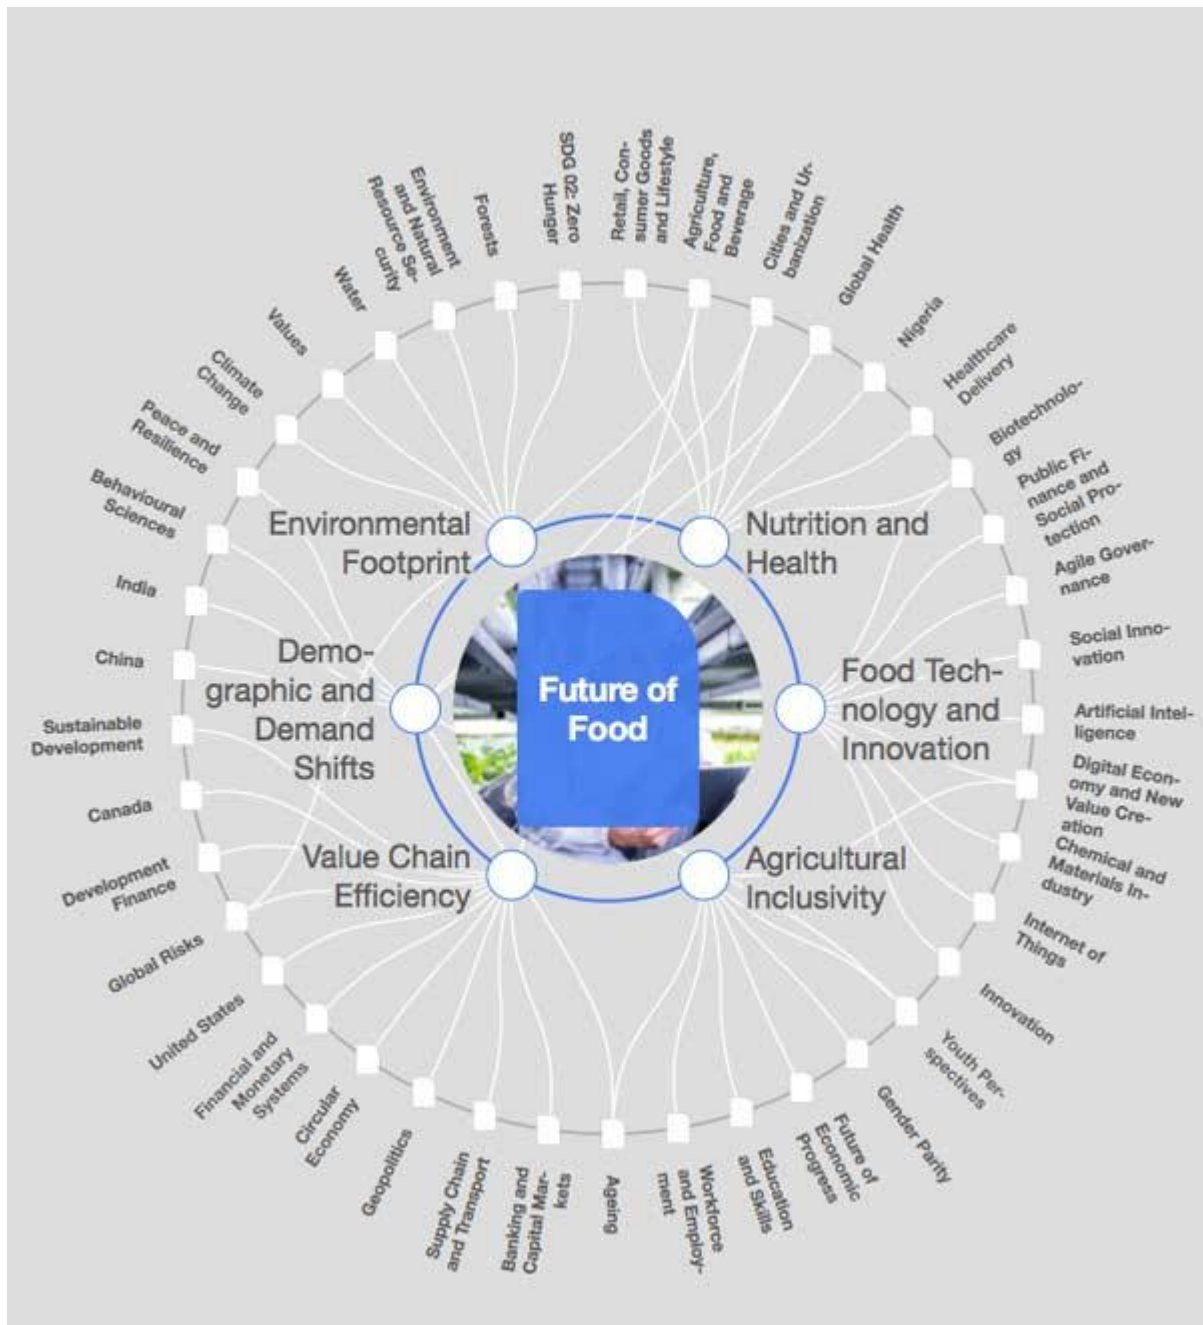 Future of
Food
Environmental
Footprint
Nutrition and
Health
Demo-
graphic and
Demand
Shifts
Food Tech-
nology and
Innovation
Value Chain
Efficiency
Agricultural
Inclusivity
SDG 02: Zero
Hunger
Retail, Con-
sumer Goods
and Lifestyle
Agriculture,
Food and
Beverage
Cities and Ur-
banization
Global Health
Nigeria
Healthcare
Delivery
Biotechnolo-
gy
Public Fi-
nance and
Social Pro-
tection
Agile Gover-
nance
Social Inno-
vation
Artificial Intel-
ligence
Digital Econ-
omy and New
Value Cre-
ation
Chemical and
Materials In-
dustry
Internet of
Things
Innovation
Youth Per-
spectives
Gender Parity
Future of
Economic
Progress
Education
and Skills
Workforce
and Employ-
ment
Ageing
Banking and
Capital Mar-
kets
Supply Chain
and Transport
Geopolitics
Circular
Economy
Financial and
Monetary
Systems
United States
Global Risks
Development
Finance
Canada
Sustainable
Development
China
India
Behavioural
Sciences
Peace and
Resilience
Climate
Change
Values
Water
Environment
and Natural
Resource Se-
curity
Forests